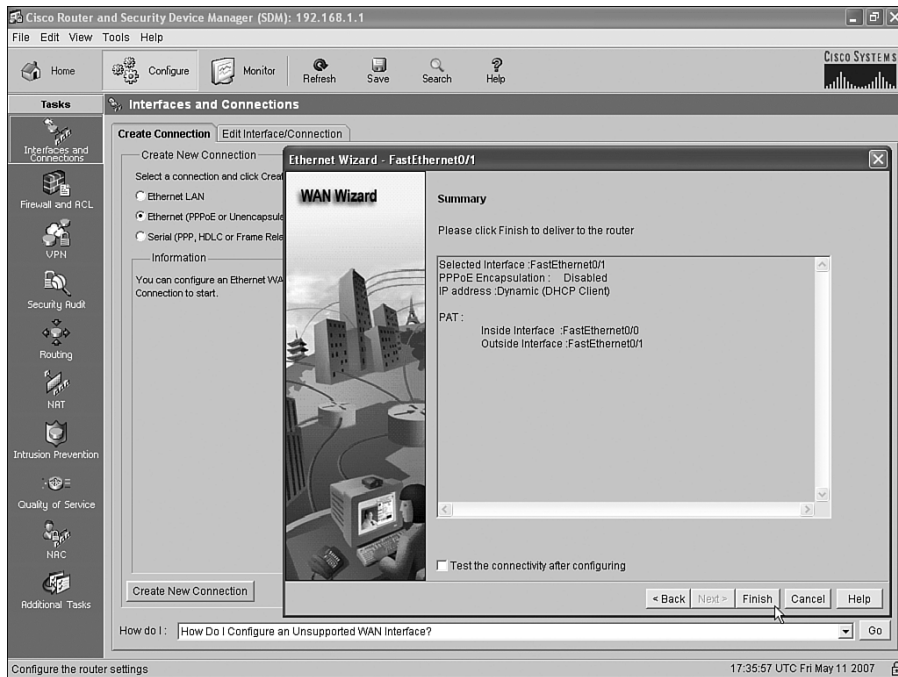 Cisco Router and Security Device Manager (SDM): 192.168.1.1
File Edit View Tools Help
Home Configure Monitor Refresh Save Search Help
CISCO SYSTEMS
Tasks
Interfaces and Connections
Interfaces and Connections
Firewall and ACL
VPN
Security Audit
Routing
NAT
Intrusion Prevention
Quality of Service
NAC
Additional Tasks
Create Connection Edit Interface/Connection
Create New Connection
Select a connection and click Crea
Ethernet LAN
Ethernet (PPPoE or Unencapsula
Serial (PPP, HDLC or Frame Rela
Information
You can configure an Ethernet WA
Connection to start.
Create New Connection
Ethernet Wizard - FastEthernet0/1
WAN Wizard
Summary
Please click Finish to deliver to the router
Selected Interface :FastEthernet0/1
PPPoE Encapsulation : Disabled
IP address :Dynamic (DHCP Client)
PAT :
Inside Interface :FastEthernet0/0
Outside Interface :FastEthernet0/1
Test the connectivity after configuring
< Back Next > Finish Cancel Help
How do I : How Do I Configure an Unsupported WAN Interface? Go
Configure the router settings 17:35:57 UTC Fri May 11 2007